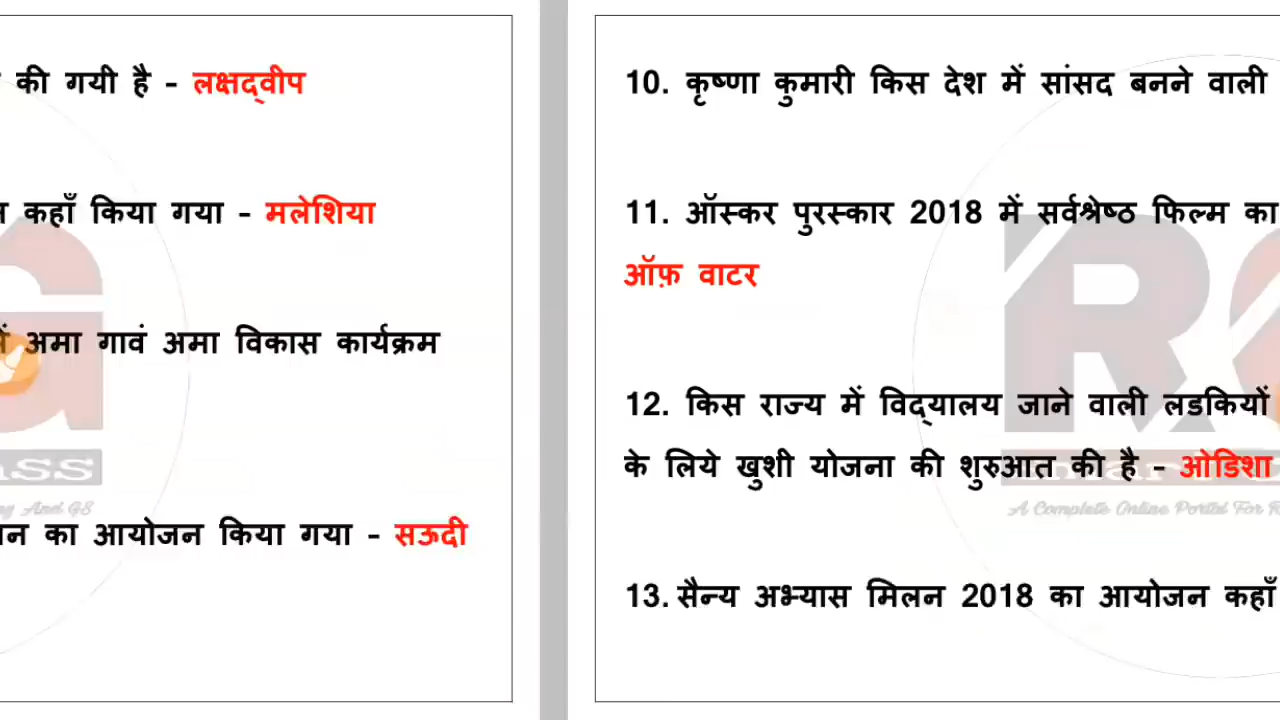 की गयी है - लक्षद्वीप
कहाँ किया गया - मलेशिया
में अमा गावं अमा विकास कार्यक्रम
का आयोजन किया गया - सऊदी
10. कृष्णा कुमारी किस देश में सांसद बनने वाली
11. ऑस्कर पुरस्कार 2018 में सर्वश्रेष्ठ फिल्म का
ऑफ़ वाटर
12. किस राज्य में विद्यालय जाने वाली लडकियों
के लिये खुशी योजना की शुरुआत की है - ओडिशा
13. सैन्य अभ्यास मिलन 2018 का आयोजन कहाँ
And GS
A Complete Online Portal For